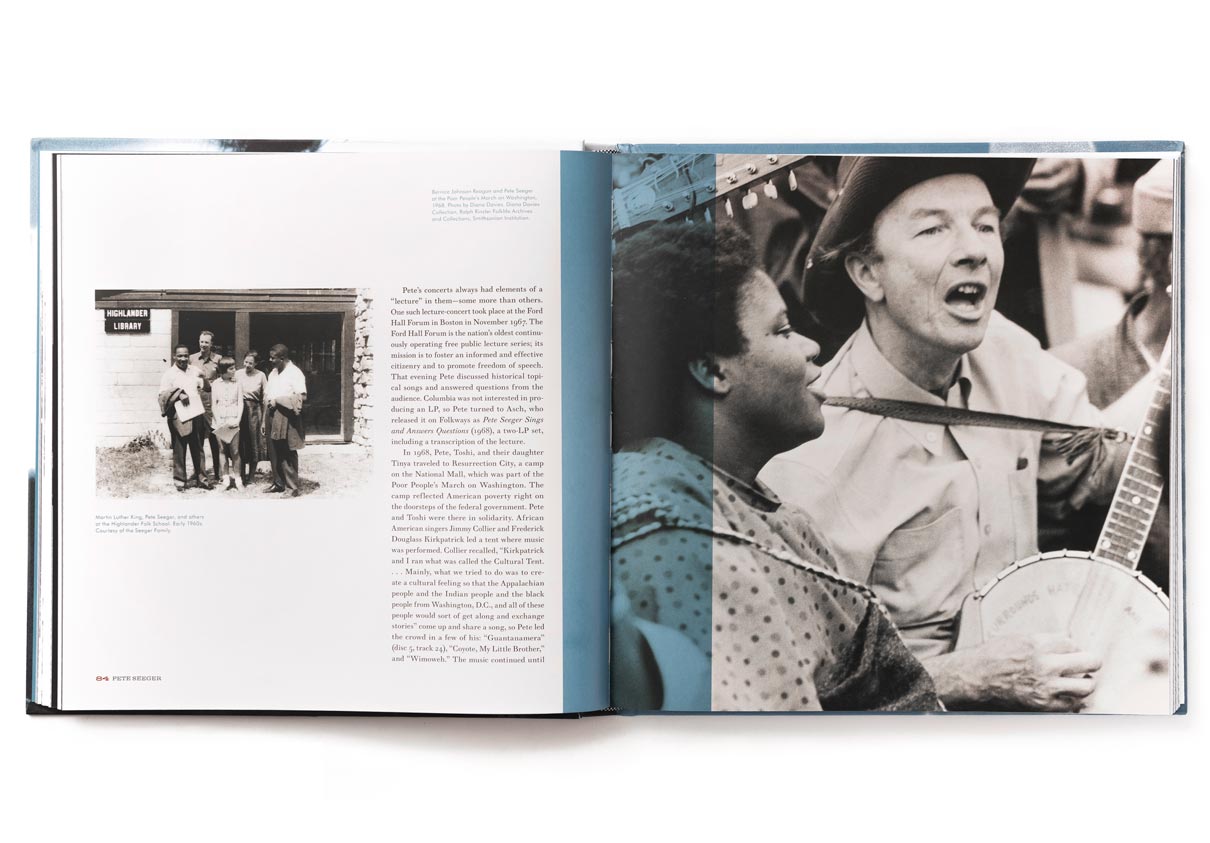 Bernice Johnson Reagon and Pete Seeger
at the Poor People's March on Washington,
1968. Photo by Diana Davies. Diana Davies
Collection, Ralph Rinzler Folklife Archives
and Collections, Smithsonian Institution.
HIGHLANDER
LIBRARY
Martin Luther King, Pete Seeger, and others
at the Highlander Folk School. Early 1960s.
Courtesy of the Seeger Family.
Pete's concerts always had elements of a
"lecture" in them—some more than others.
One such lecture-concert took place at the Ford
Hall Forum in Boston in November 1967. The
Ford Hall Forum is the nation's oldest continu-
ously operating free public lecture series; its
mission is to foster an informed and effective
citizenry and to promote freedom of speech.
That evening Pete discussed historical topi-
cal songs and answered questions from the
audience. Columbia was not interested in pro-
ducing an LP, so Pete turned to Asch, who
released it on Folkways as Pete Seeger Sings
and Answers Questions (1968), a two-LP set,
including a transcription of the lecture.
In 1968, Pete, Toshi, and their daughter
Tinya traveled to Resurrection City, a camp
on the National Mall, which was part of the
Poor People's March on Washington. The
camp reflected American poverty right on
the doorsteps of the federal government. Pete
and Toshi were there in solidarity. African
American singers Jimmy Collier and Frederick
Douglass Kirkpatrick led a tent where music
was performed. Collier recalled, "Kirkpatrick
and I ran what was called the Cultural Tent.
. . . Mainly, what we tried to do was to cre-
ate a cultural feeling so that the Appalachian
people and the Indian people and the black
people from Washington, D.C., and all of these
people would sort of get along and exchange
stories" come up and share a song, so Pete led
the crowd in a few of his: "Guantanamera"
(disc 5, track 24), "Coyote, My Little Brother,"
and "Wimoweh." The music continued until
84 PETE SEEGER
HATE